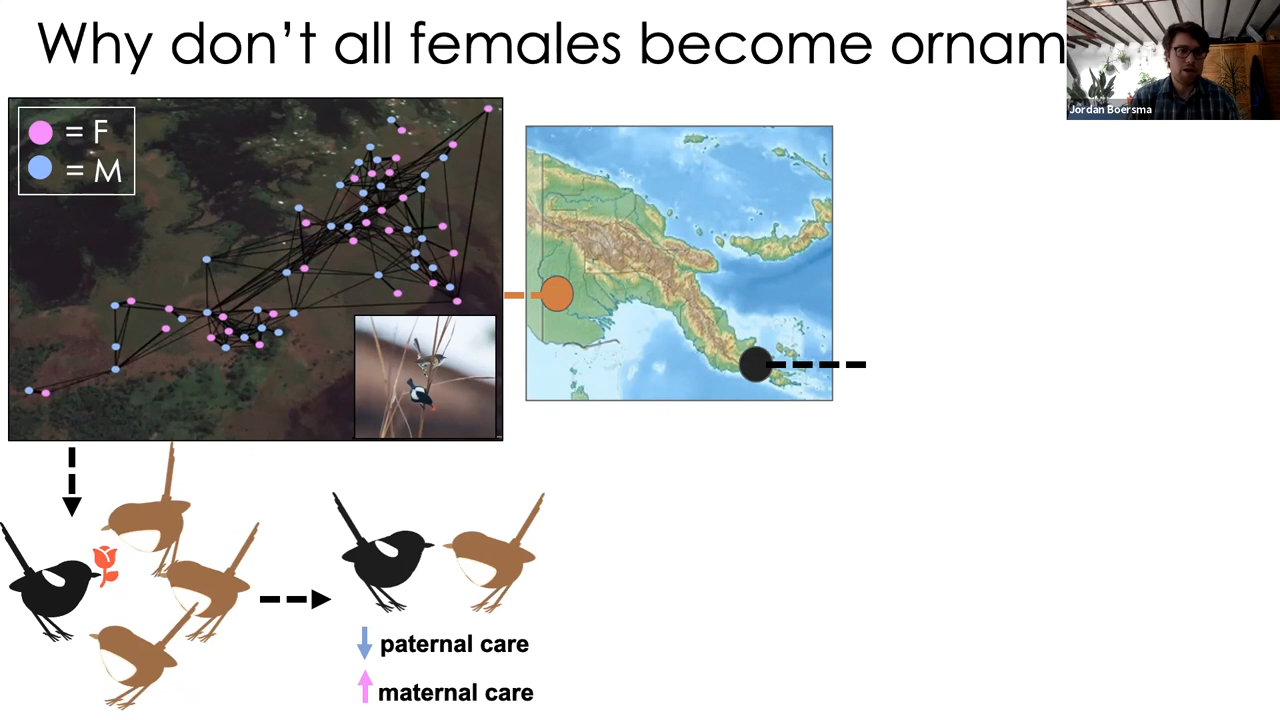 Why don't all females become ornam
Jordan Boersma
= F
= M
paternal care
maternal care